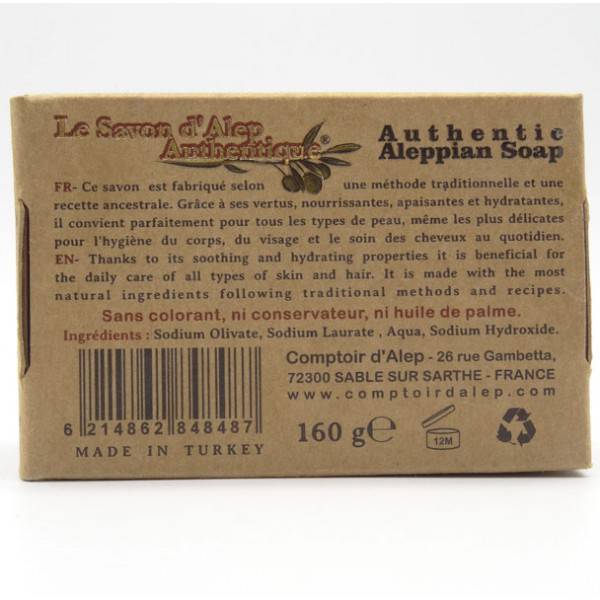 Le Savon d'Alep
Authentique®
Authentic
Aleppian Soap
FR- Ce savon est fabriqué selon une méthode traditionnelle et une
recette ancestrale. Grâce à ses vertus, nourrissantes, apaisantes et hydratantes,
il convient parfaitement pour tous les types de peau, même les plus délicates
pour l'hygiène du corps, du visage et le soin des cheveux au quotidien.
EN- Thanks to its soothing and hydrating properties it is beneficial for
the daily care of all types of skin and hair. It is made with the most
natural ingredients following traditional methods and recipes.
Sans colorant, ni conservateur, ni huile de palme.
Ingrédients : Sodium Olivate, Sodium Laurate , Aqua, Sodium Hydroxide.
Comptoir d'Alep - 26 rue Gambetta,
72300 SABLE SUR SARTHE - FRANCE
www.comptoirdalep.com
6 214862 848487
MADE IN TURKEY
160 g℮
12M